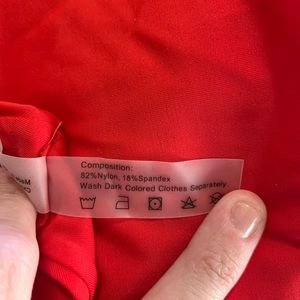 Composition:
82%Nylon, 18%Spandex
Wash Dark Colored Clothes Separately.